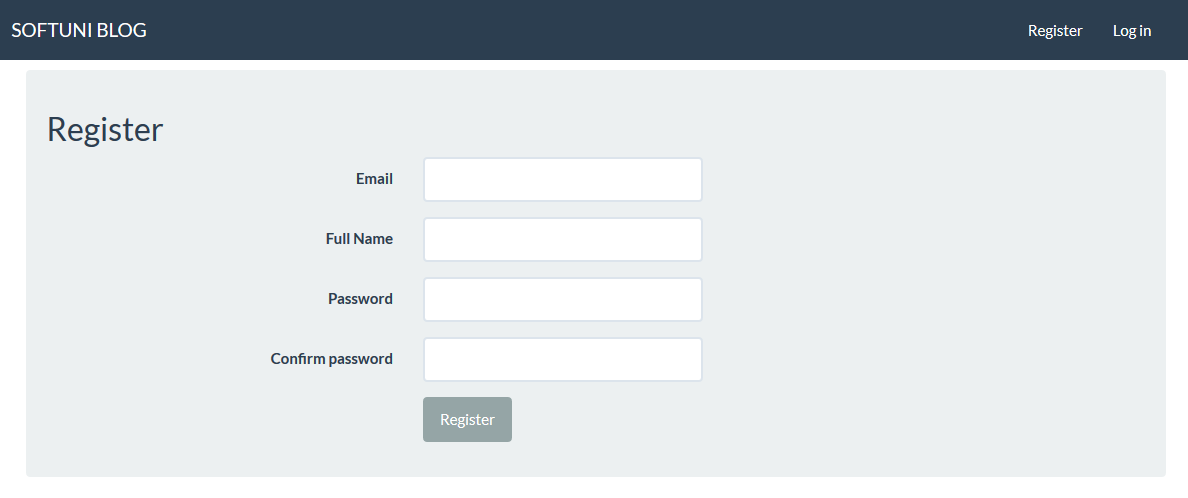 SOFTUNI BLOG
Register
Log in
Register
Email
Full Name
Password
Confirm password
Register